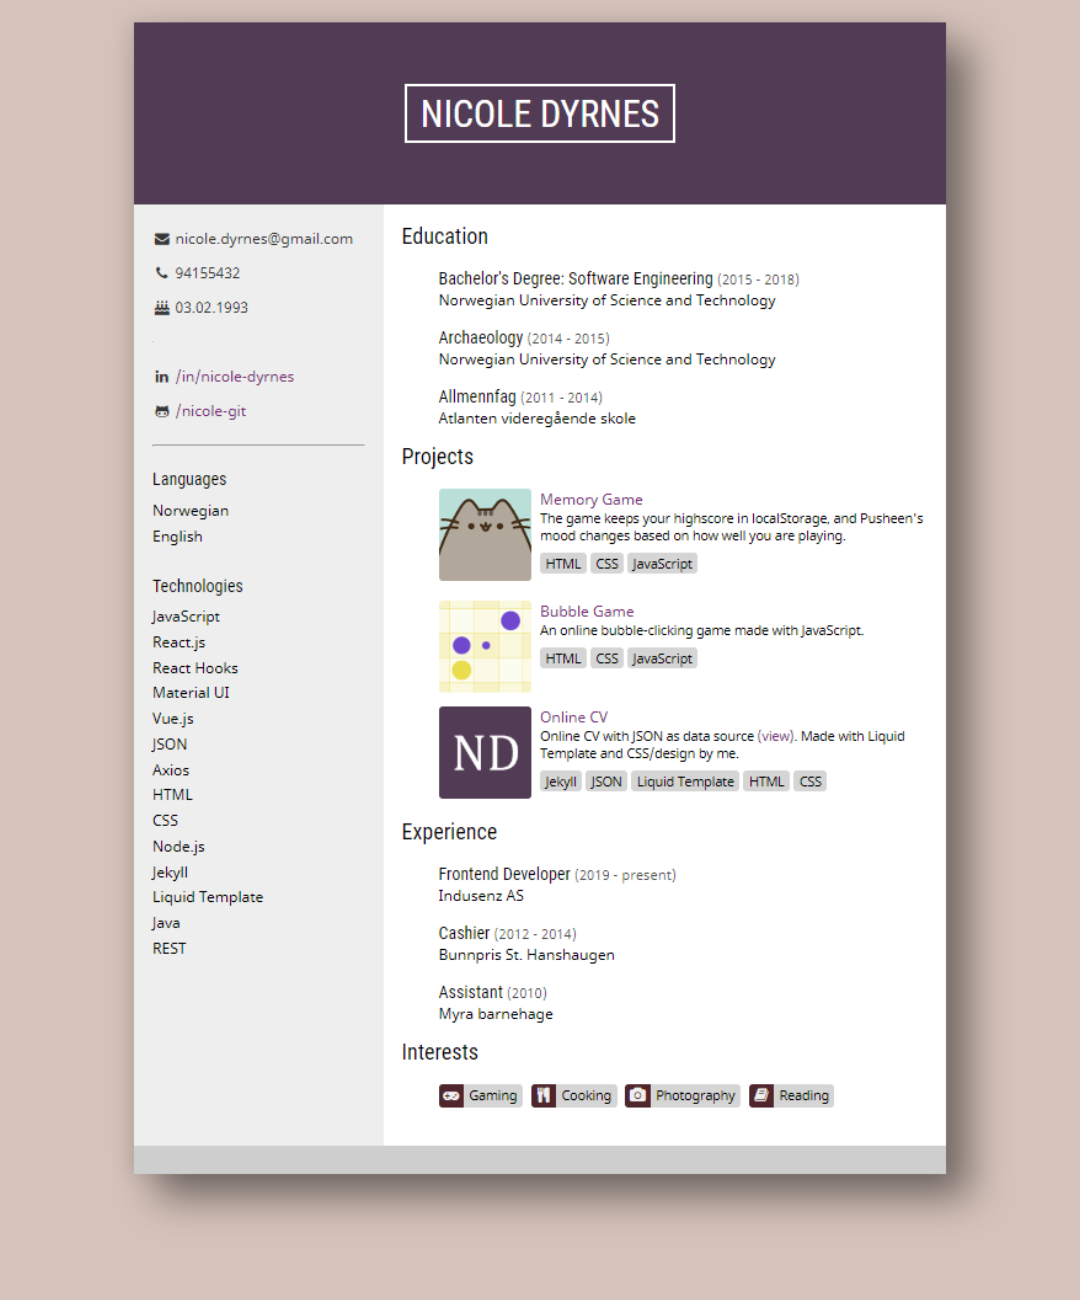 NICOLE DYRNES
nicole.dyrnes@gmail.com
94155432
03.02.1993
in /in/nicole-dyrnes
/nicole-git
Languages
Norwegian
English
Technologies
JavaScript
React.js
React Hooks
Material UI
Vue.js
JSON
Axios
HTML
CSS
Node.js
Jekyll
Liquid Template
Java
REST
Education
Bachelor's Degree: Software Engineering (2015 - 2018)
Norwegian University of Science and Technology
Archaeology (2014 - 2015)
Norwegian University of Science and Technology
Allmennfag (2011 - 2014)
Atlanten videregående skole
Projects
Memory Game
The game keeps your highscore in localStorage, and Pusheen's
mood changes based on how well you are playing.
HTML CSS JavaScript
Bubble Game
An online bubble-clicking game made with JavaScript.
HTML CSS JavaScript
ND
Online CV
Online CV with JSON as data source (view). Made with Liquid
Template and CSS/design by me.
Jekyll JSON Liquid Template HTML CSS
Experience
Frontend Developer (2019 - present)
Indusenz AS
Cashier (2012 - 2014)
Bunnpris St. Hanshaugen
Assistant (2010)
Myra barnehage
Interests
Gaming Cooking Photography Reading